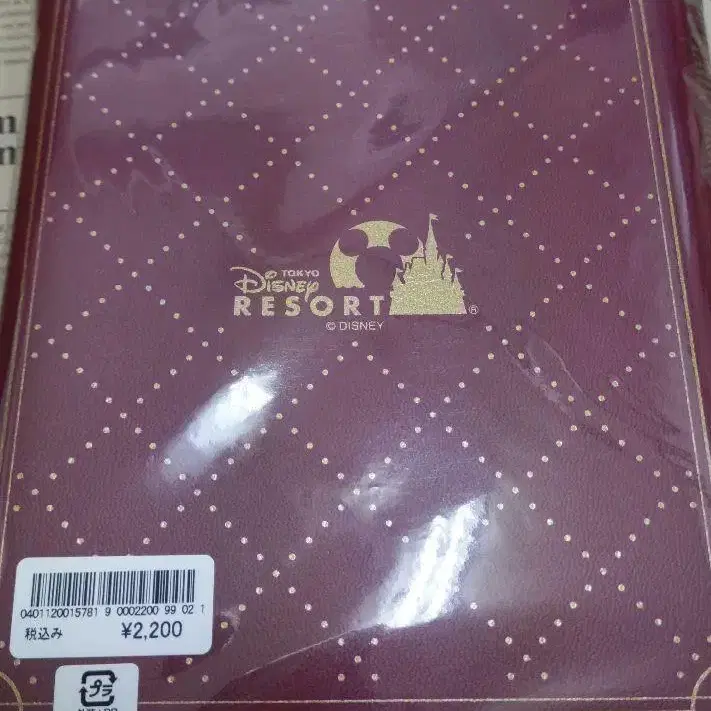 m
n
TOKYO
Disney
RESORT®
© DISNEY
0401120015781 9 0002200 99 02 1
税込み ¥2,200
プラ